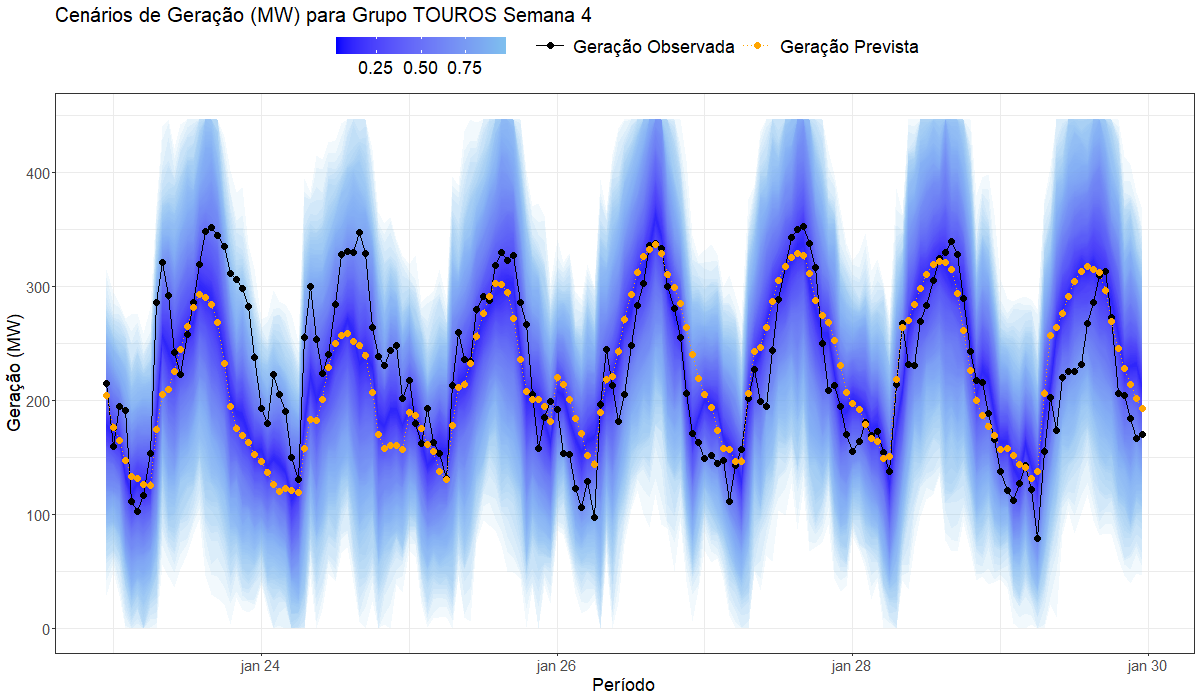 Cenários de Geração (MW) para Grupo TOUROS Semana 4
Geração Observada Geração Prevista
0.25 0.50 0.75
Geração (MW)
400
300
200
100
0
jan 24 jan 26 jan 28 jan 30
Período